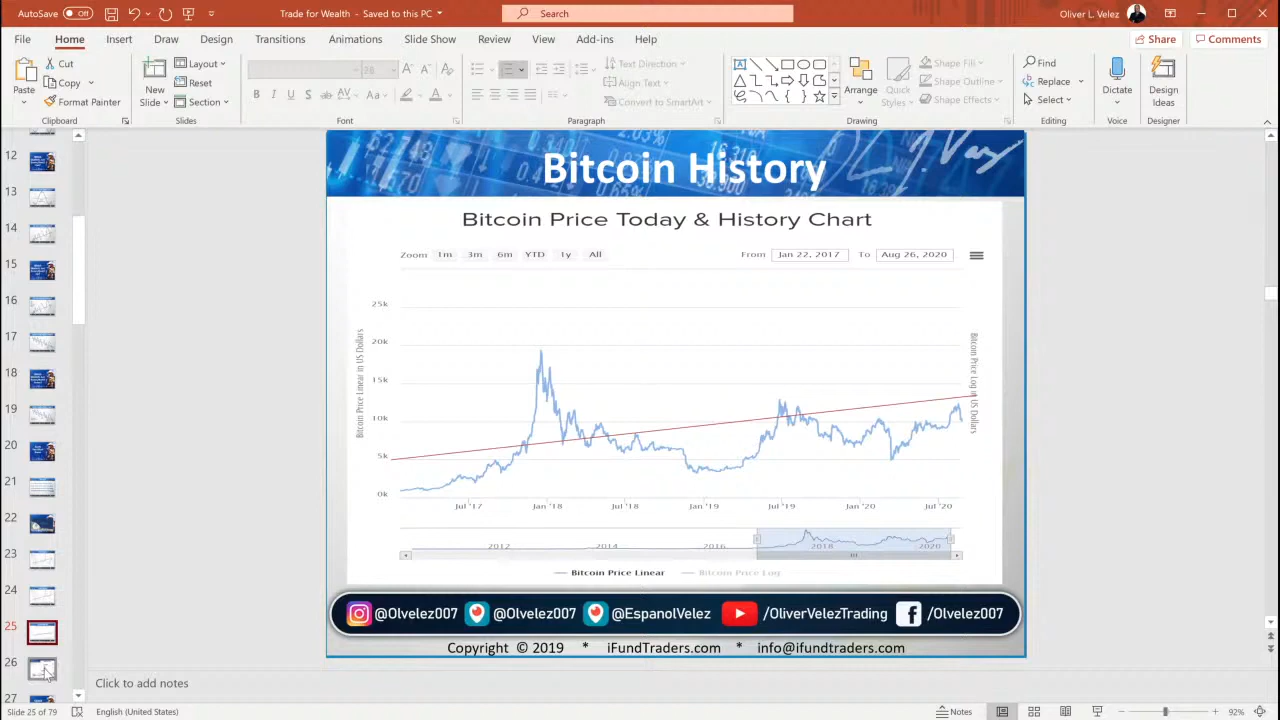 AutoSave Off Trade for Wealth - Saved to this PC Search Oliver L. Velez
File Home Insert Draw Design Transitions Animations Slide Show Review View Add-ins Help Share Comments
Paste Cut Copy Format Painter
New Slide Layout Reset Section
28
B I U S ab AV Aa A
Text Direction Align Text Convert to SmartArt
Arrange Quick Styles Shape Fill Shape Outline Shape Effects
Find Replace Select
Dictate Design Ideas
Clipboard Slides Font Paragraph Drawing Editing Voice Designer
12
13
14
15
16
17
18
19
20
21
22
23
24
25
26
27
Bitcoin History
Bitcoin Price Today & History Chart
Zoom 1m 3m 6m YTD 1y All From Jan 22, 2017 To Aug 26, 2020
25k
20k
15k
10k
5k
0k
Bitcoin Price Linear in US Dollars
Bitcoin Price Log in US Dollars
Jul '17 Jan '18 Jul '18 Jan '19 Jul '19 Jan '20 Jul '20
2012 2014 2016 2018 2020
Bitcoin Price Linear Bitcoin Price Log
@Olvelez007 @Olvelez007 @EspanolVelez /OliverVelezTrading /Olvelez007
Copyright © 2019 * iFundTraders.com * info@ifundtraders.com
Click to add notes
Slide 25 of 79 English (United States) Notes 92%